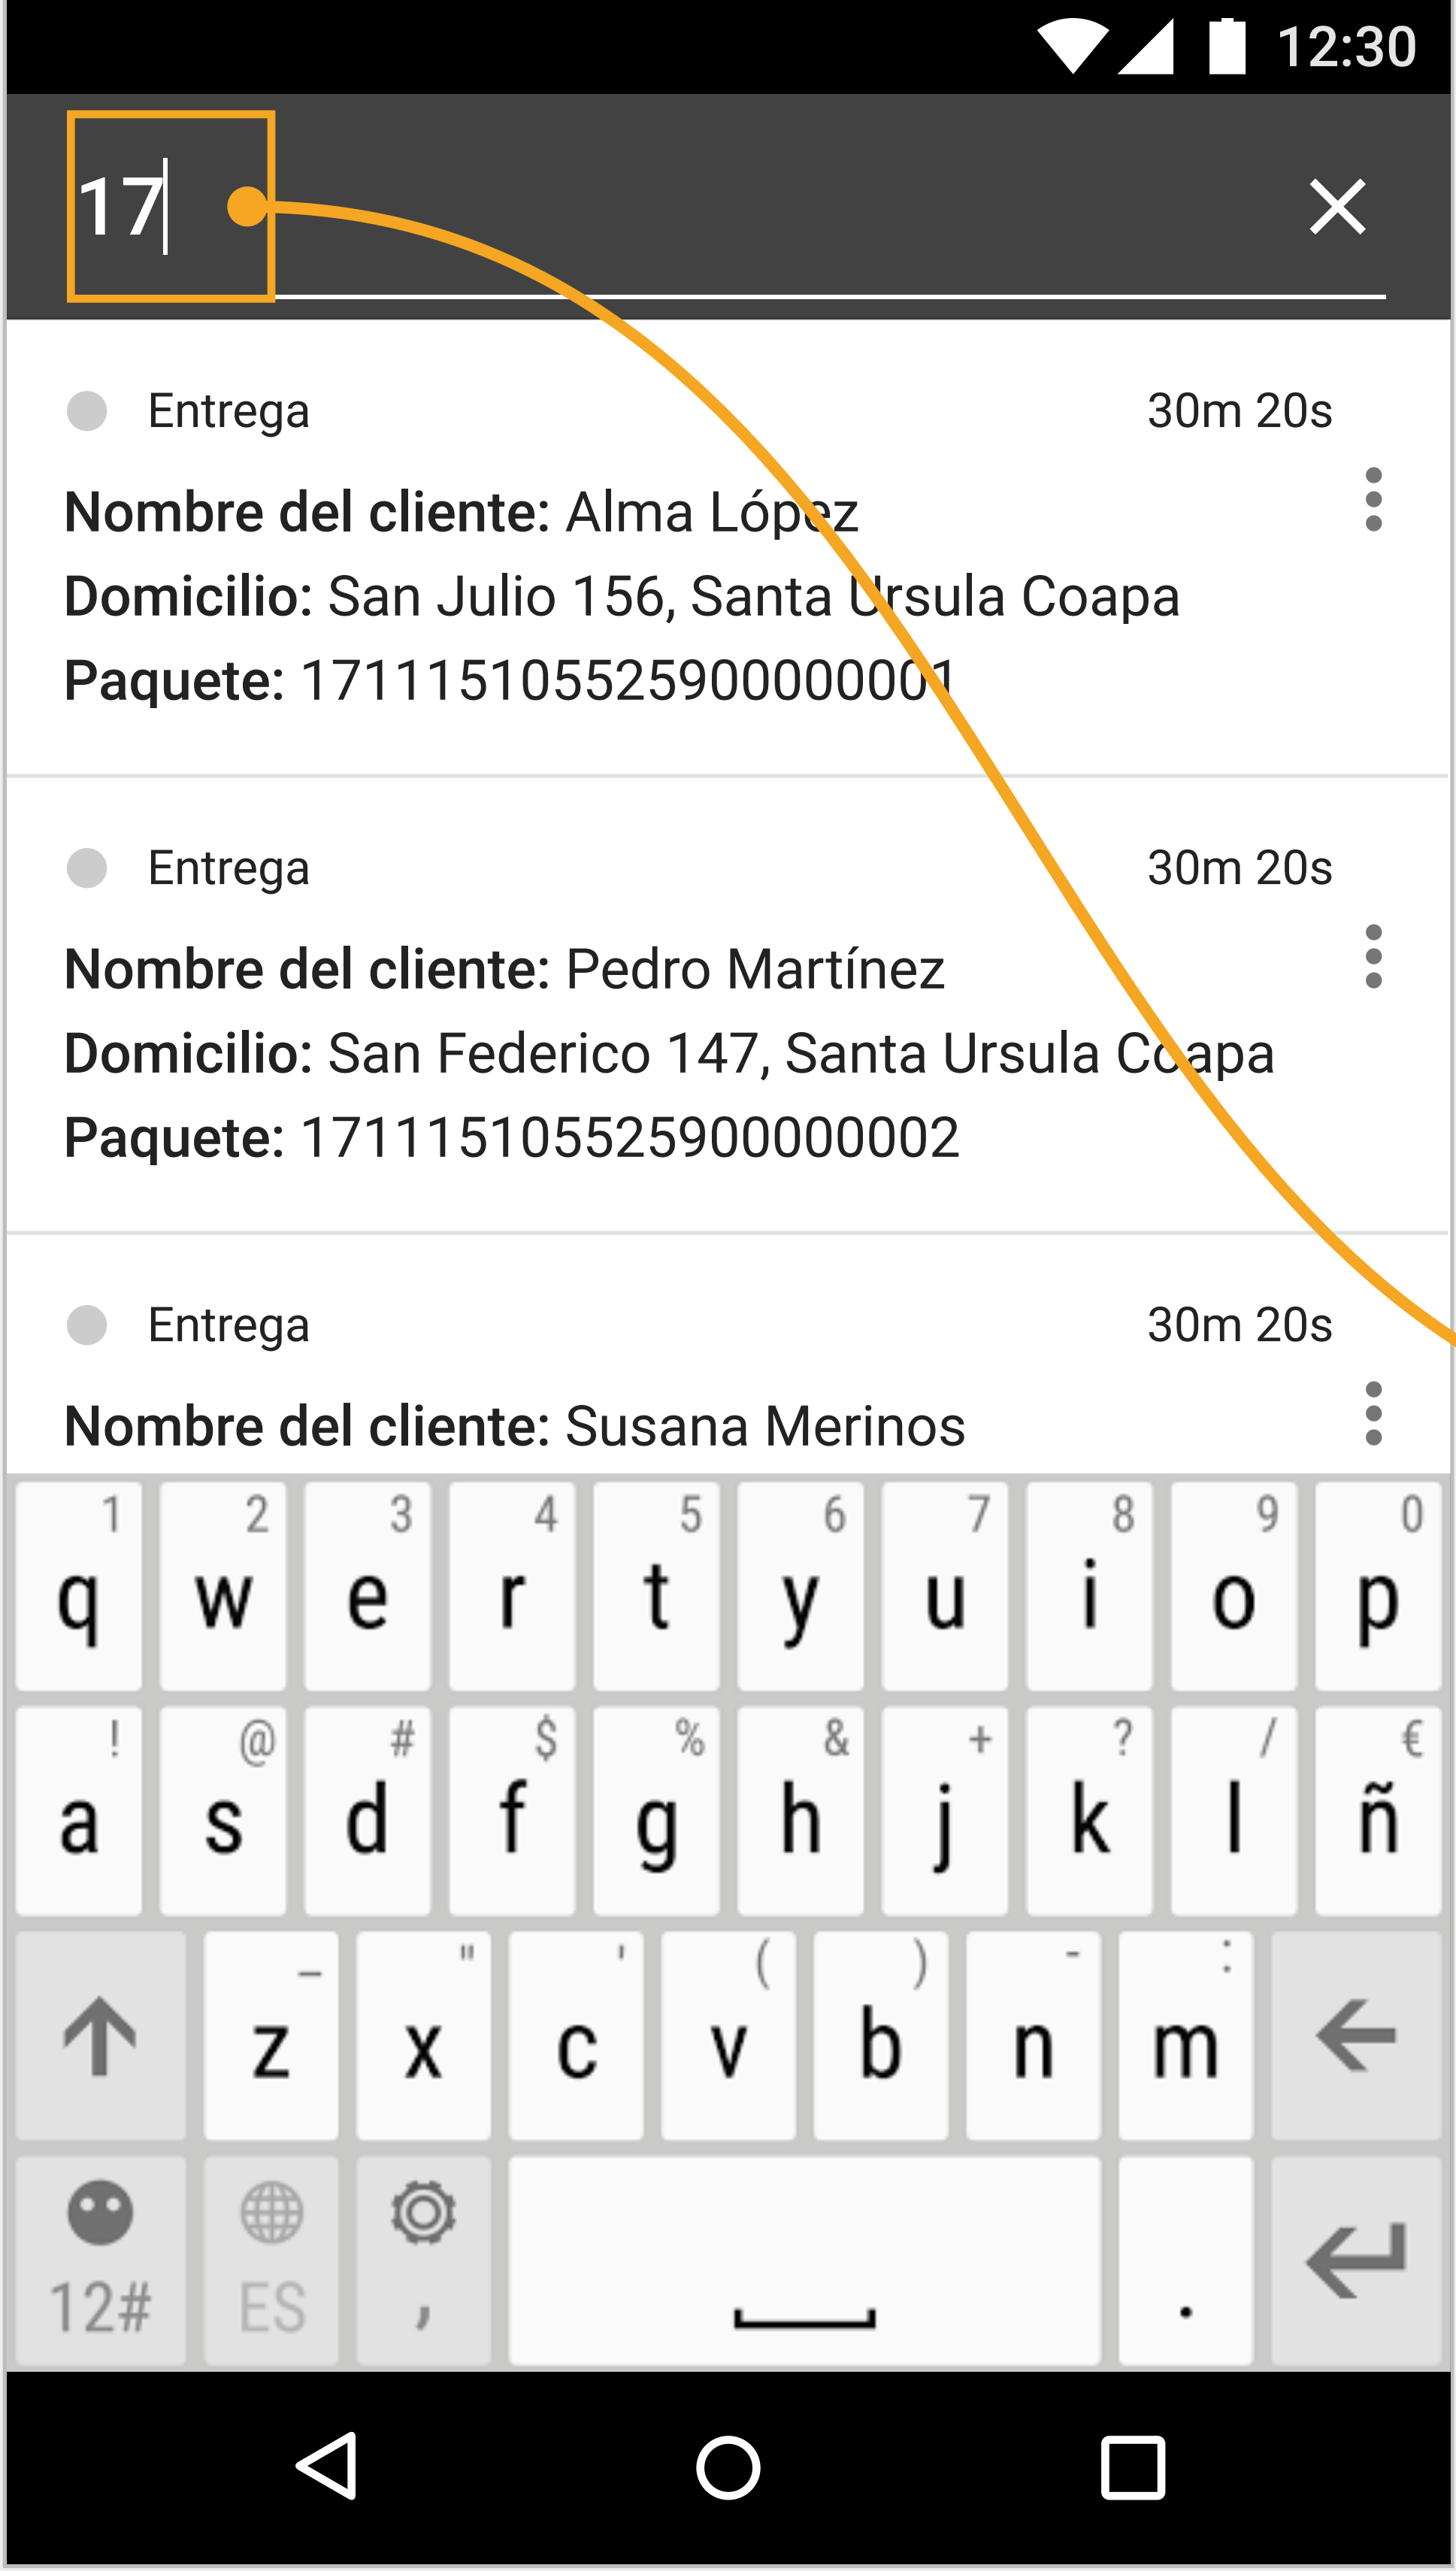 12:30
17
Entrega 30m 20s
Nombre del cliente: Alma López
Domicilio: San Julio 156, Santa Ursula Coapa
Paquete: 171115105525900000001
Entrega 30m 20s
Nombre del cliente: Pedro Martínez
Domicilio: San Federico 147, Santa Ursula Coapa
Paquete: 171115105525900000002
Entrega 30m 20s
Nombre del cliente: Susana Merinos
1 2 3 4 5 6 7 8 9 0
q w e r t y u i o p
! @ # $ % & + ? / €
a s d f g h j k l ñ
_ " ' ( ) - :
z x c v b n m
12# ES , .